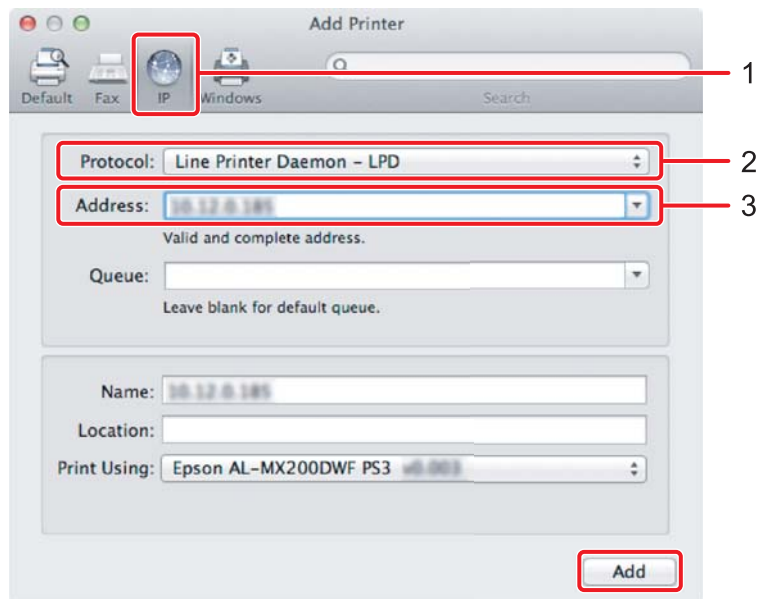 Add Printer
Default Fax IP Windows Search
1
Protocol: Line Printer Daemon – LPD
2
Address:
3
Valid and complete address.
Queue:
Leave blank for default queue.
Name:
Location:
Print Using: Epson AL-MX200DWF PS3
Add